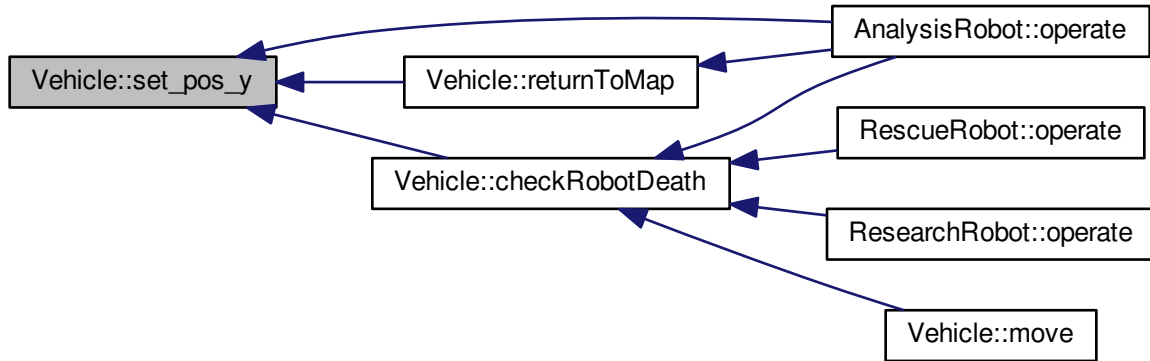 AnalysisRobot::operate
Vehicle::set_pos_y
Vehicle::returnToMap
RescueRobot::operate
Vehicle::checkRobotDeath
ResearchRobot::operate
Vehicle::move